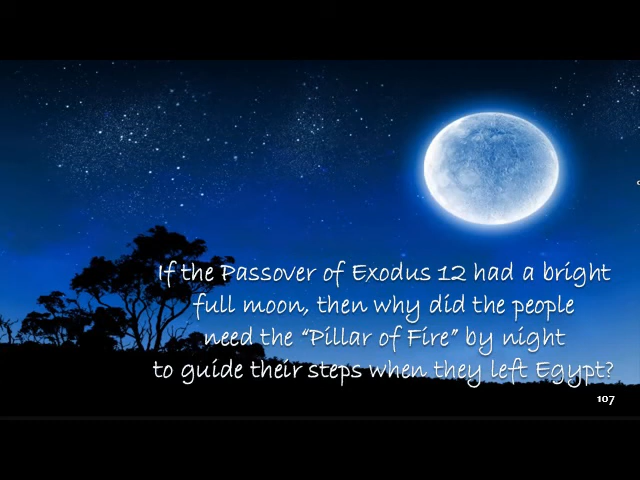 If the Passover of Exodus 12 had a bright
full moon, then why did the people
need the “Pillar of Fire” by night
to guide their steps when they left Egypt?
107